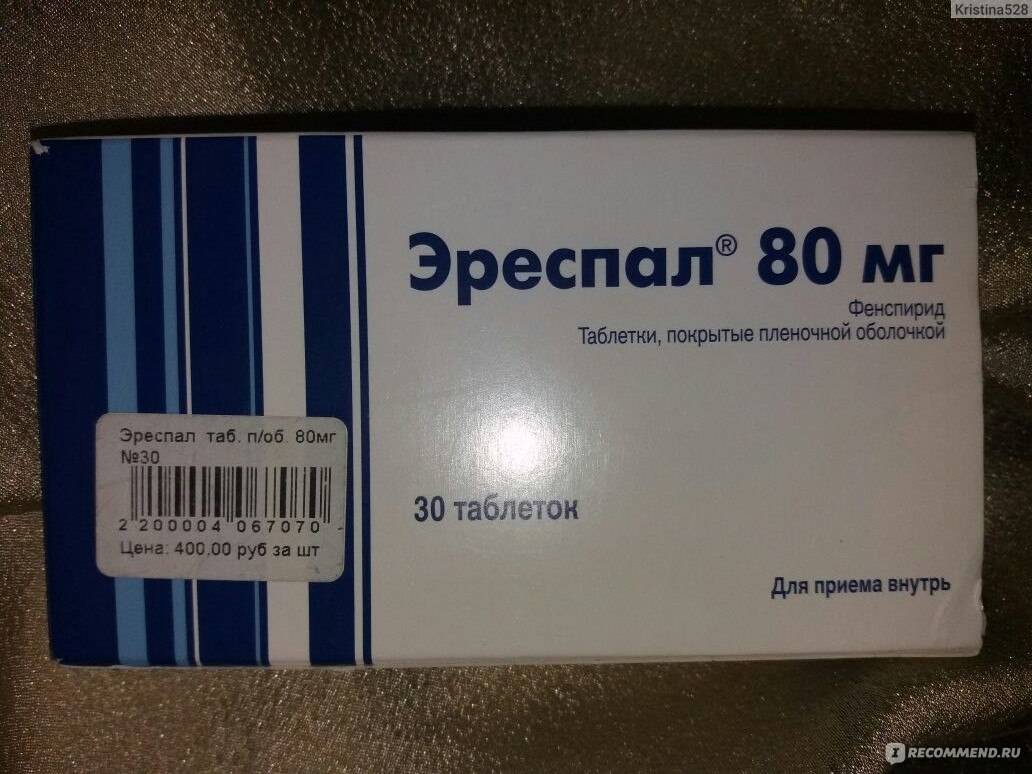 Kristina528
Эреспал® 80 мг
Фенспирид
Таблетки, покрытые пленочной оболочкой
Эреспал таб. п/об. 80мг
№30
2 200004 067070
Цена: 400.00 руб за шт
30 таблеток
Для приема внутрь
I RECOMMEND.RU